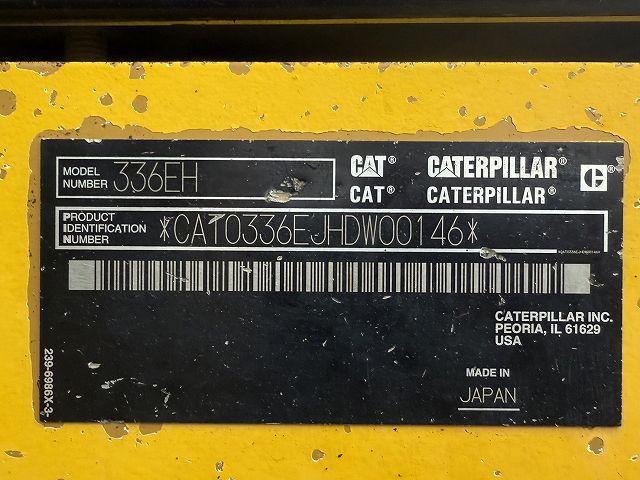 MODEL NUMBER 336EH
CAT® CATERPILLAR®
CAT® CATERPILLAR®
PRODUCT IDENTIFICATION NUMBER *CAT0336EJHDW00146*
*CAT0336EJHDW00146*
CATERPILLAR INC.
PEORIA, IL 61629
USA
MADE IN
JAPAN
239-6986X-3